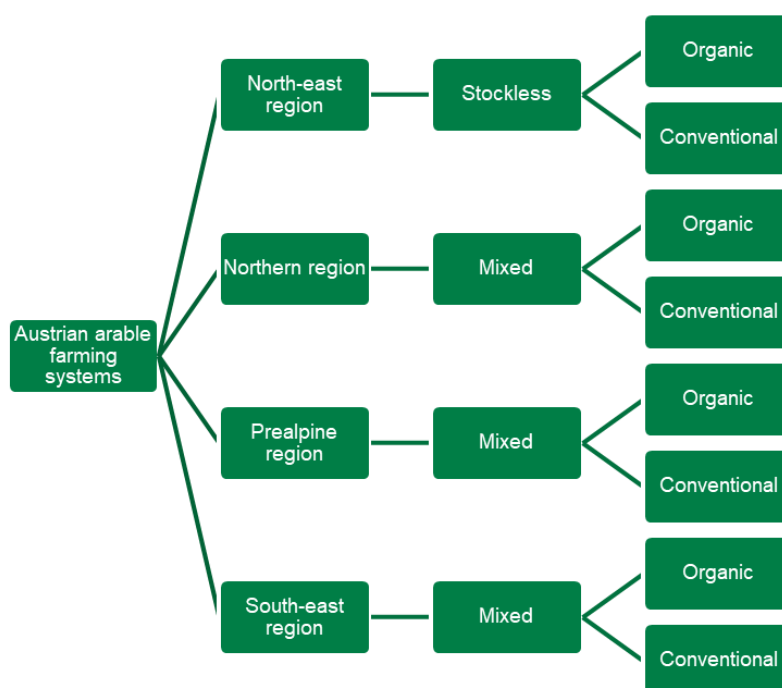 Austrian arable
farming
systems
North-east
region
Stockless
Organic
Conventional
Northern region
Mixed
Organic
Conventional
Prealpine
region
Mixed
Organic
Conventional
South-east
region
Mixed
Organic
Conventional